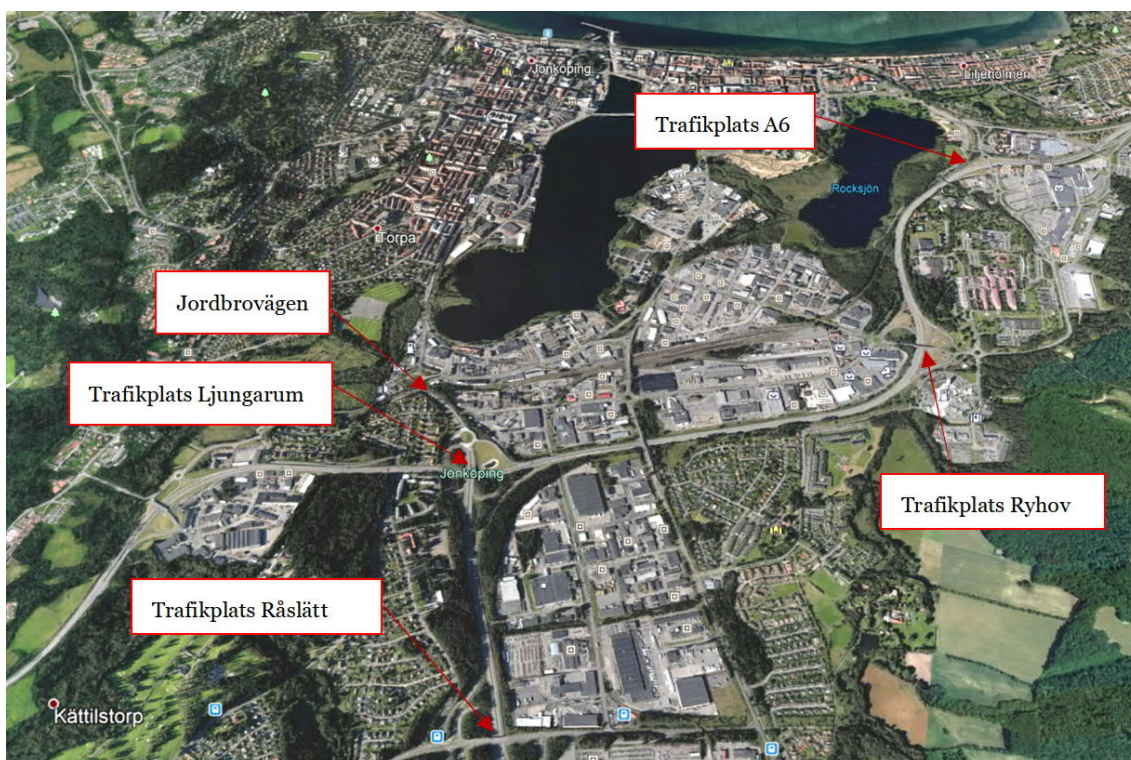 Jönköping
Liljeholmen
Trafikplats A6
Rocksjön
Torpa
Jordbrovägen
Trafikplats Ljungarum
Jönköping
Trafikplats Ryhov
Trafikplats Råslätt
Kättilstorp